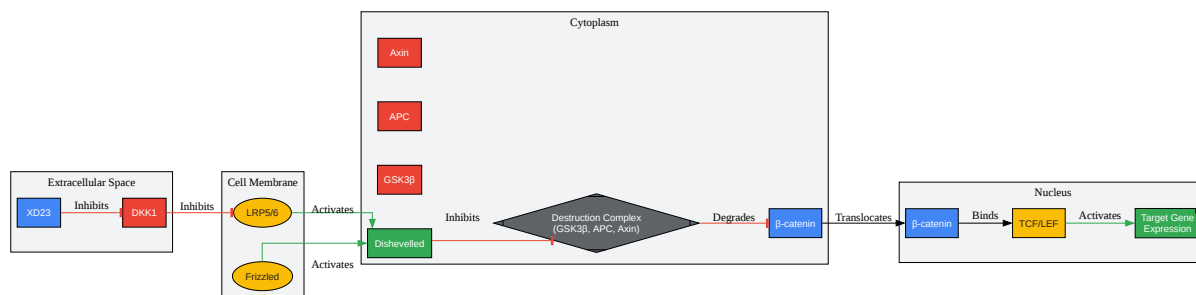 Cytoplasm
Axin
APC
GSK3β
Extracellular Space
XD23
Inhibits
DKK1
Inhibits
Cell Membrane
LRP5/6
Activates
Frizzled
Activates
Dishevelled
Inhibits
Destruction Complex
(GSK3β, APC, Axin)
Degrades
β-catenin
Translocates
Nucleus
β-catenin
Binds
TCF/LEF
Activates
Target Gene
Expression